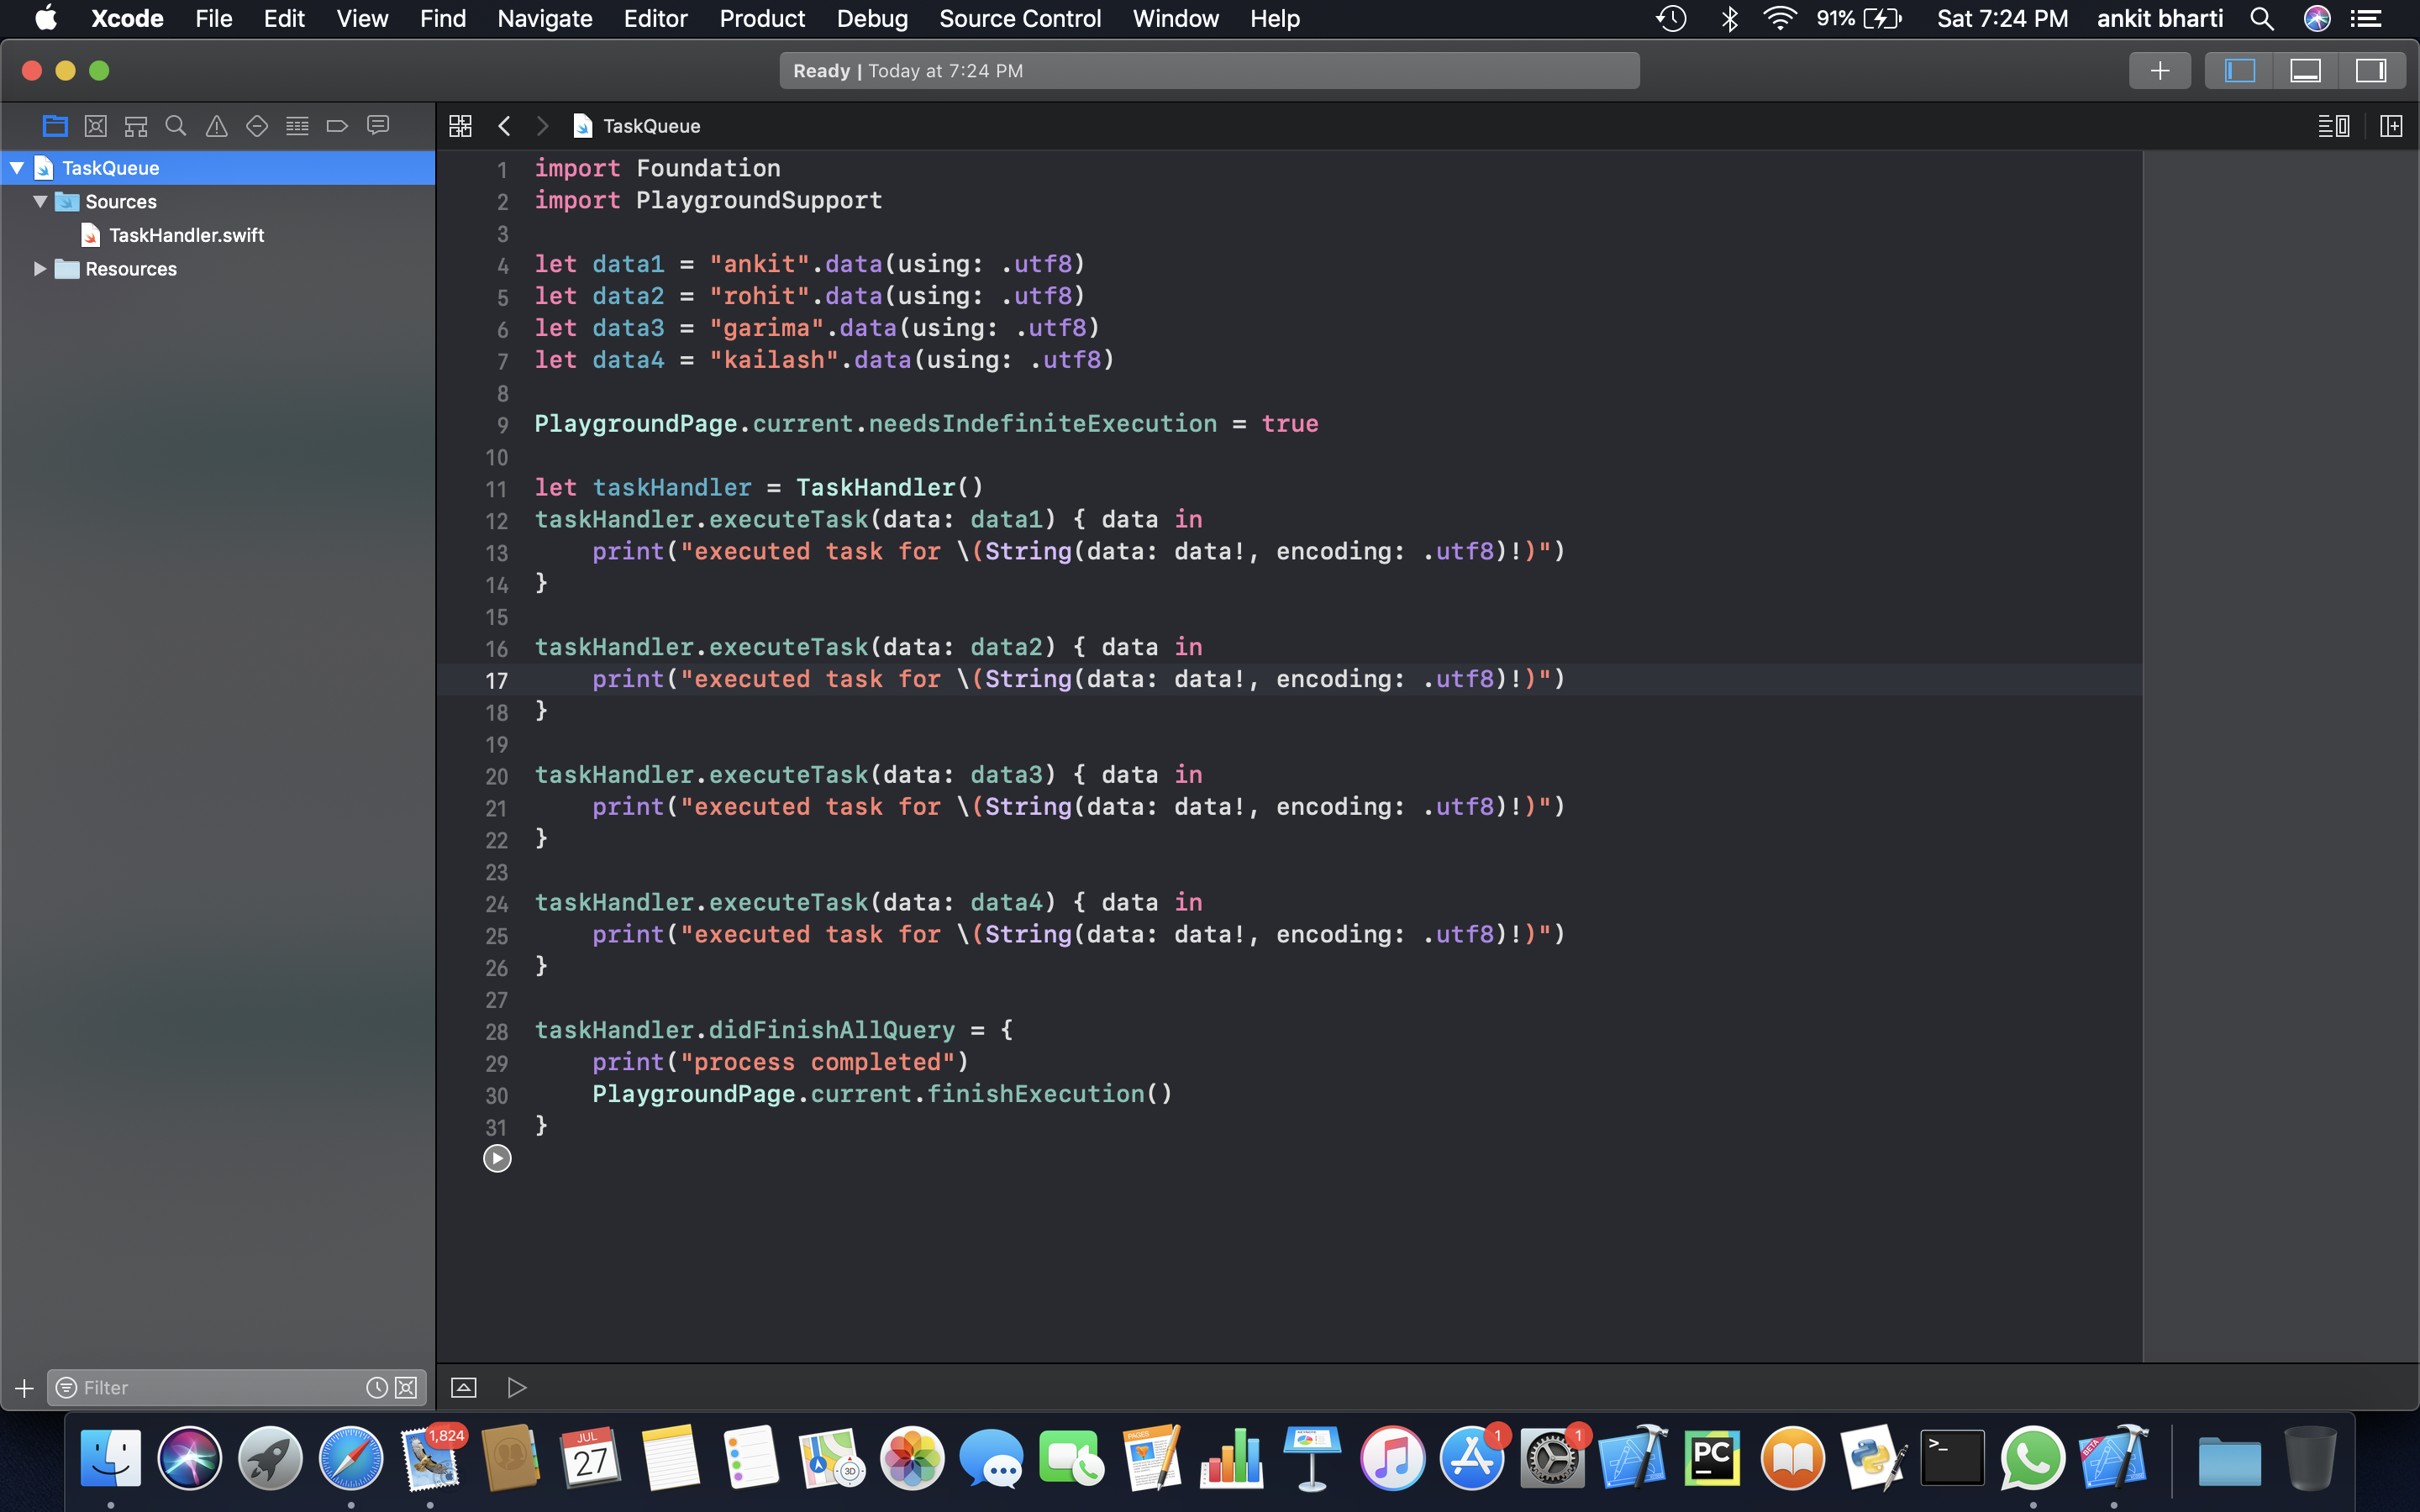 Xcode File Edit View Find Navigate Editor Product Debug Source Control Window Help 91% Sat 7:24 PM ankit bharti
Ready | Today at 7:24 PM
TaskQueue
TaskQueue
Sources
TaskHandler.swift
Resources
1 import Foundation
2 import PlaygroundSupport
3
4 let data1 = "ankit".data(using: .utf8)
5 let data2 = "rohit".data(using: .utf8)
6 let data3 = "garima".data(using: .utf8)
7 let data4 = "kailash".data(using: .utf8)
8
9 PlaygroundPage.current.needsIndefiniteExecution = true
10
11 let taskHandler = TaskHandler()
12 taskHandler.executeTask(data: data1) { data in
13 print("executed task for \(String(data: data!, encoding: .utf8)!)")
14 }
15
16 taskHandler.executeTask(data: data2) { data in
17 print("executed task for \(String(data: data!, encoding: .utf8)!)")
18 }
19
20 taskHandler.executeTask(data: data3) { data in
21 print("executed task for \(String(data: data!, encoding: .utf8)!)")
22 }
23
24 taskHandler.executeTask(data: data4) { data in
25 print("executed task for \(String(data: data!, encoding: .utf8)!)")
26 }
27
28 taskHandler.didFinishAllQuery = {
29 print("process completed")
30 PlaygroundPage.current.finishExecution()
31 }
Filter
1,824
JUL
27
3D
PAGES
1
1
PC
>_
BETA